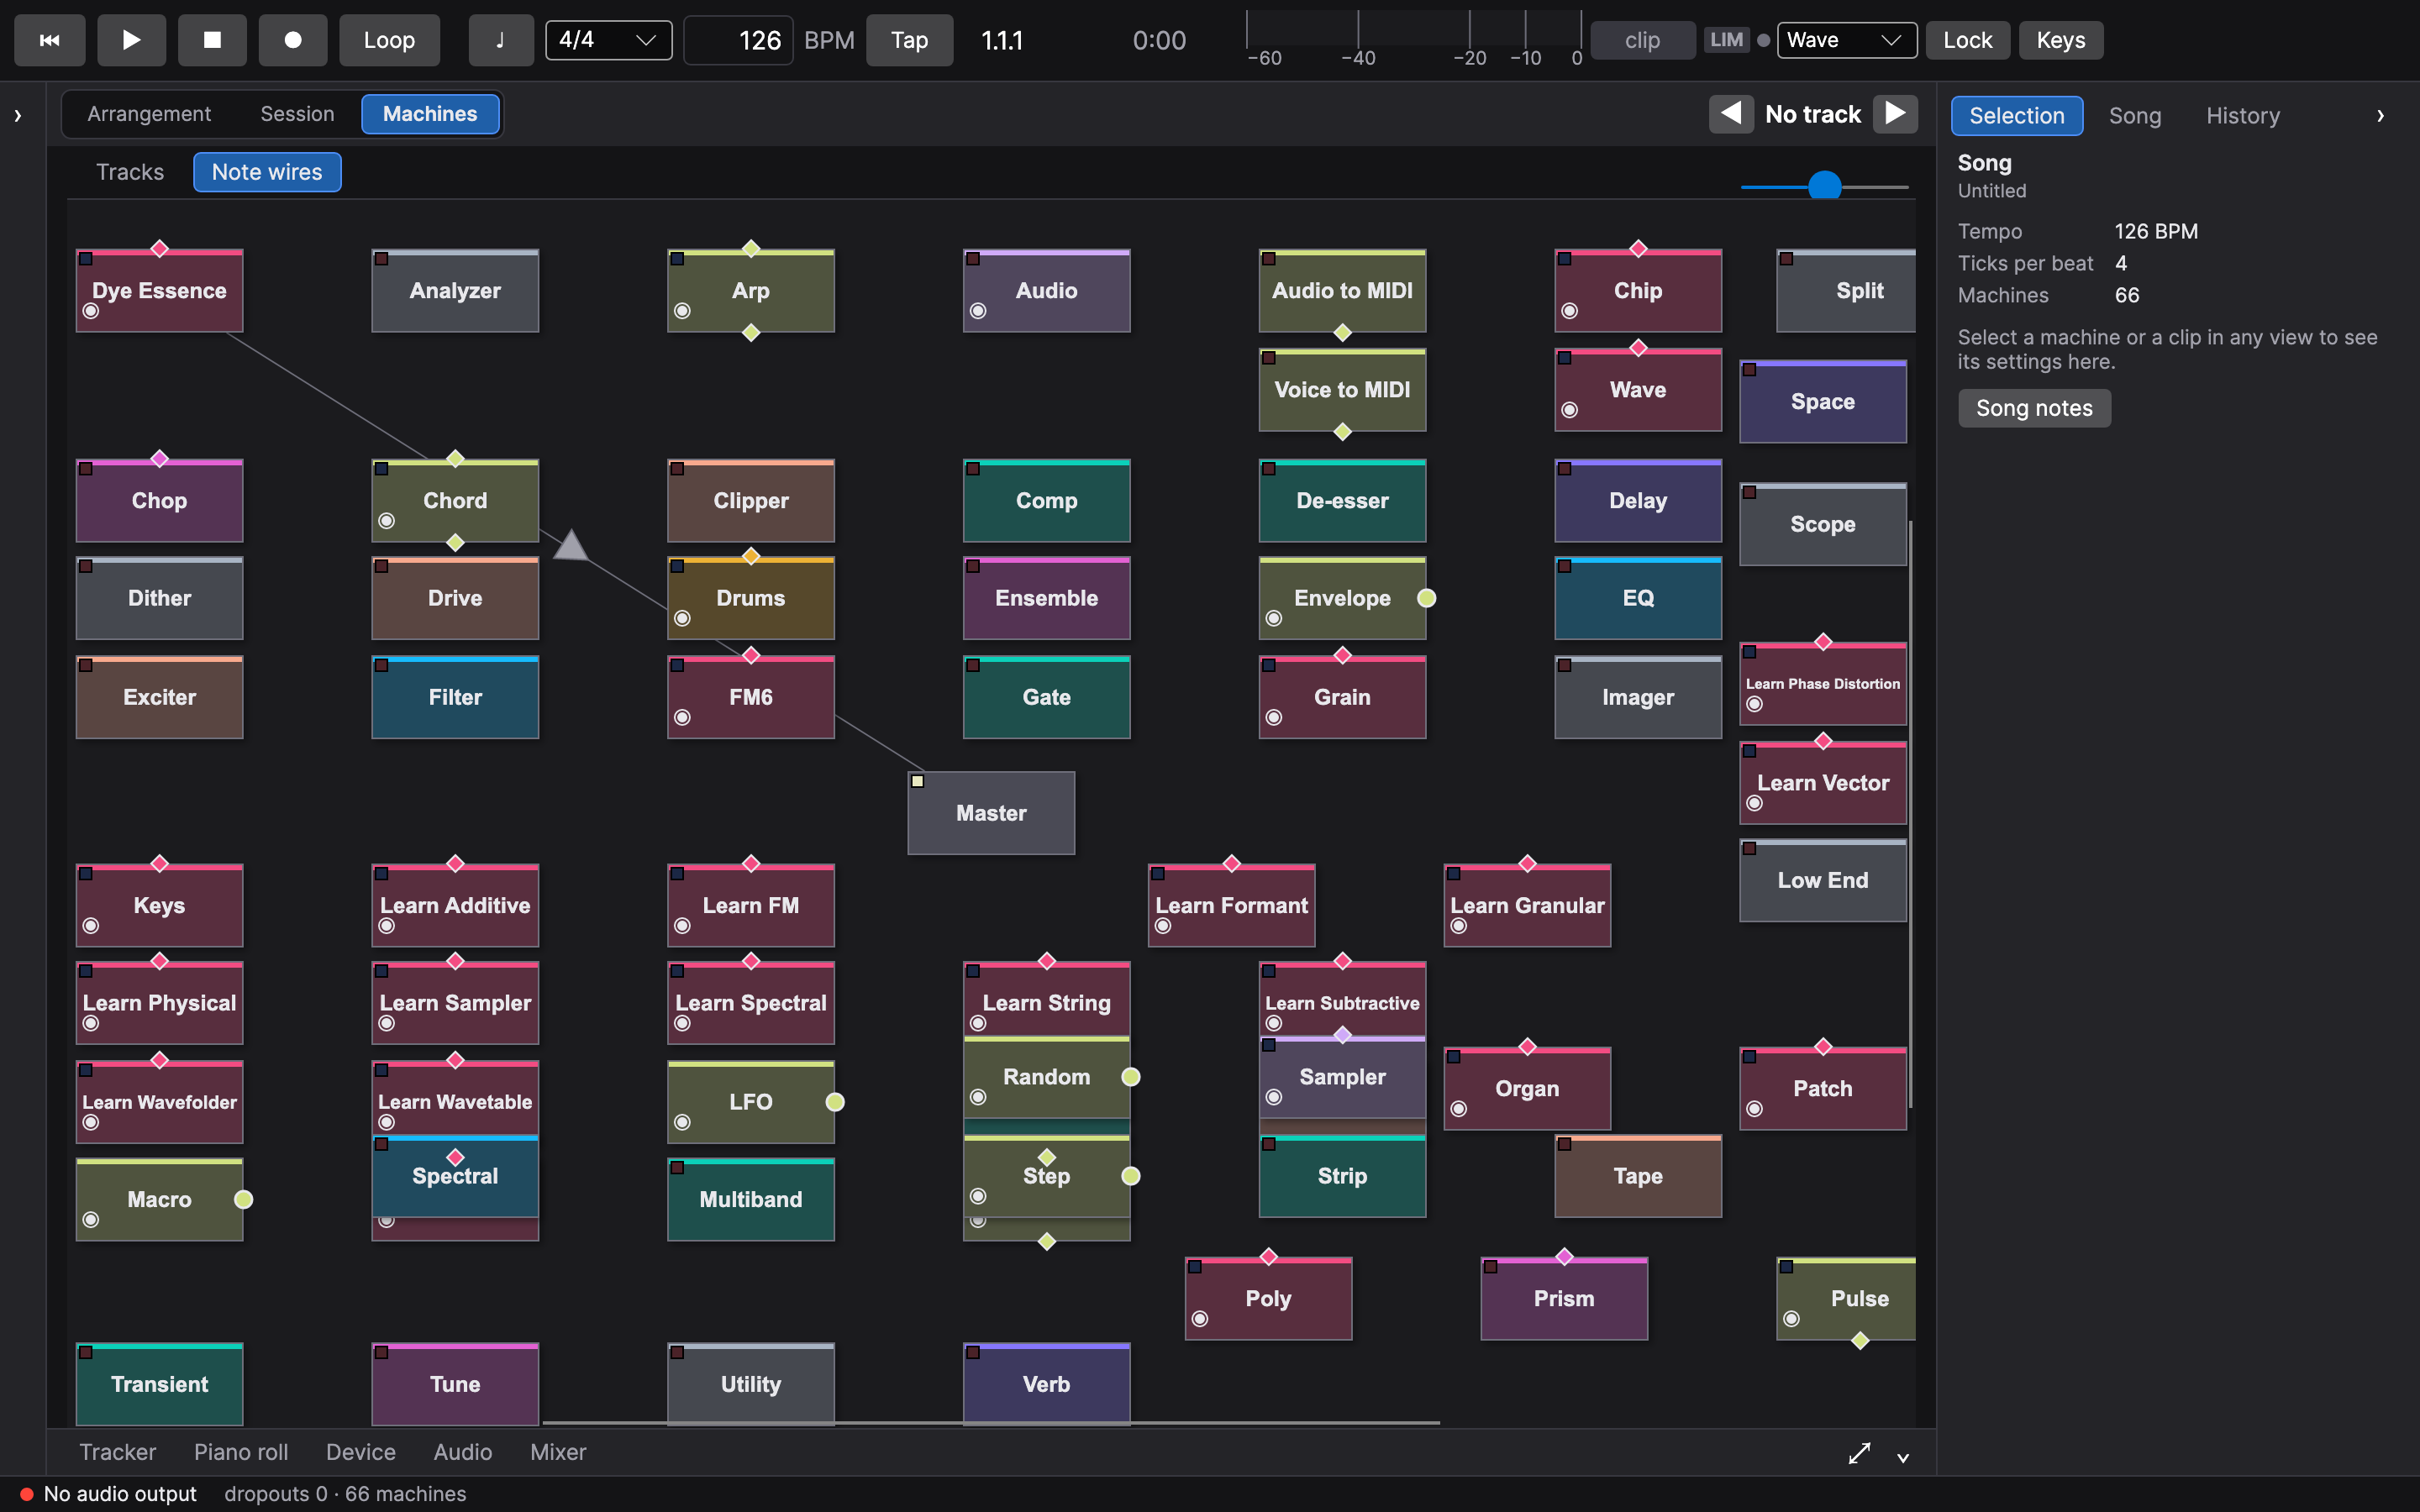 Loop
4/4
126 BPM
Tap
1.1.1
0:00
-60 -40 -20 -10 0
clip
LIM
Wave
Lock
Keys
Arrangement Session Machines
No track
Selection Song History
Tracks Note wires
Song
Untitled
Tempo 126 BPM
Ticks per beat 4
Machines 66
Select a machine or a clip in any view to see
its settings here.
Song notes
Dye Essence
Analyzer
Arp
Audio
Audio to MIDI
Chip
Split
Voice to MIDI
Wave
Space
Chop
Chord
Clipper
Comp
De-esser
Delay
Scope
Dither
Drive
Drums
Ensemble
Envelope
EQ
Exciter
Filter
FM6
Gate
Grain
Imager
Learn Phase Distortion
Learn Vector
Master
Low End
Keys
Learn Additive
Learn FM
Learn Formant
Learn Granular
Learn Physical
Learn Sampler
Learn Spectral
Learn String
Learn Subtractive
Random
Sampler
Organ
Patch
Learn Wavefolder
Learn Wavetable
LFO
Spectral
Step
Strip
Tape
Macro
Multiband
Poly
Prism
Pulse
Transient
Tune
Utility
Verb
Tracker Piano roll Device Audio Mixer
No audio output dropouts 0 · 66 machines